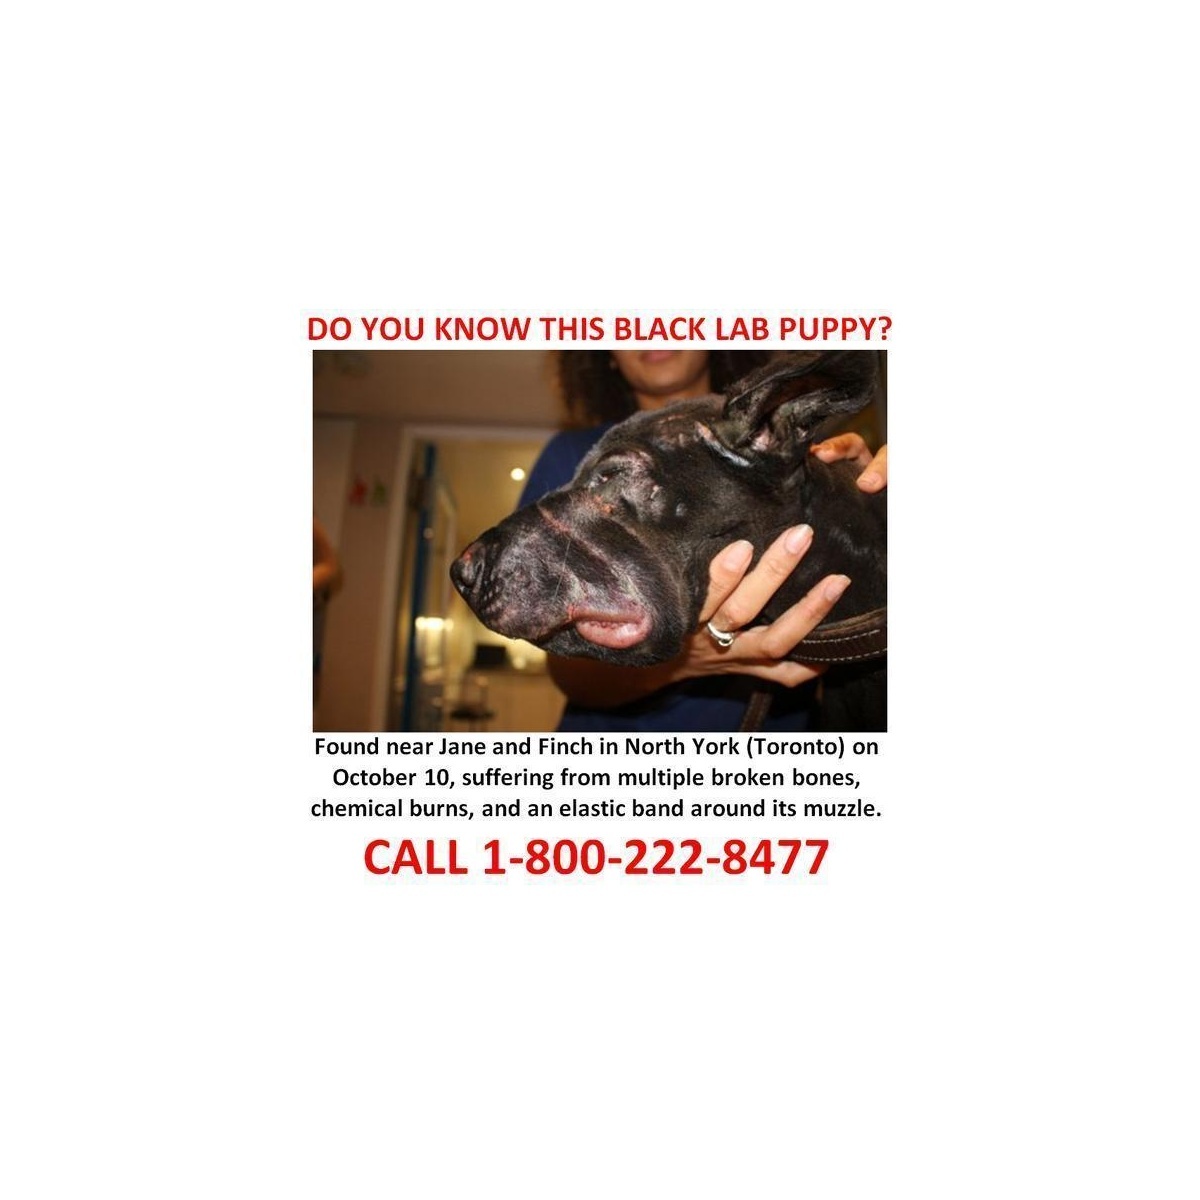 DO YOU KNOW THIS BLACK LAB PUPPY?
Found near Jane and Finch in North York (Toronto) on
October 10, suffering from multiple broken bones,
chemical burns, and an elastic band around its muzzle.
CALL 1-800-222-8477